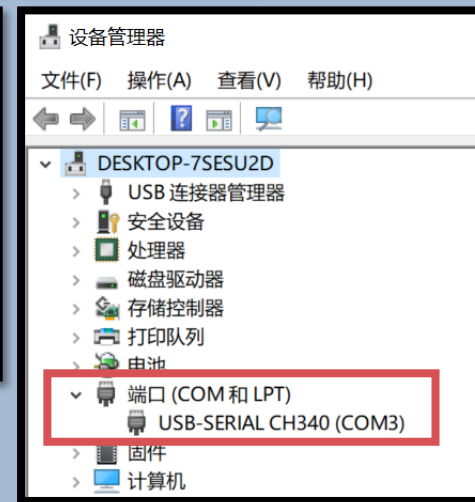 设备管理器
文件(F) 操作(A) 查看(V) 帮助(H)
DESKTOP-7SESU2D
USB 连接器管理器
安全设备
处理器
磁盘驱动器
存储控制器
打印队列
电池
端口 (COM 和 LPT)
USB-SERIAL CH340 (COM3)
固件
计算机